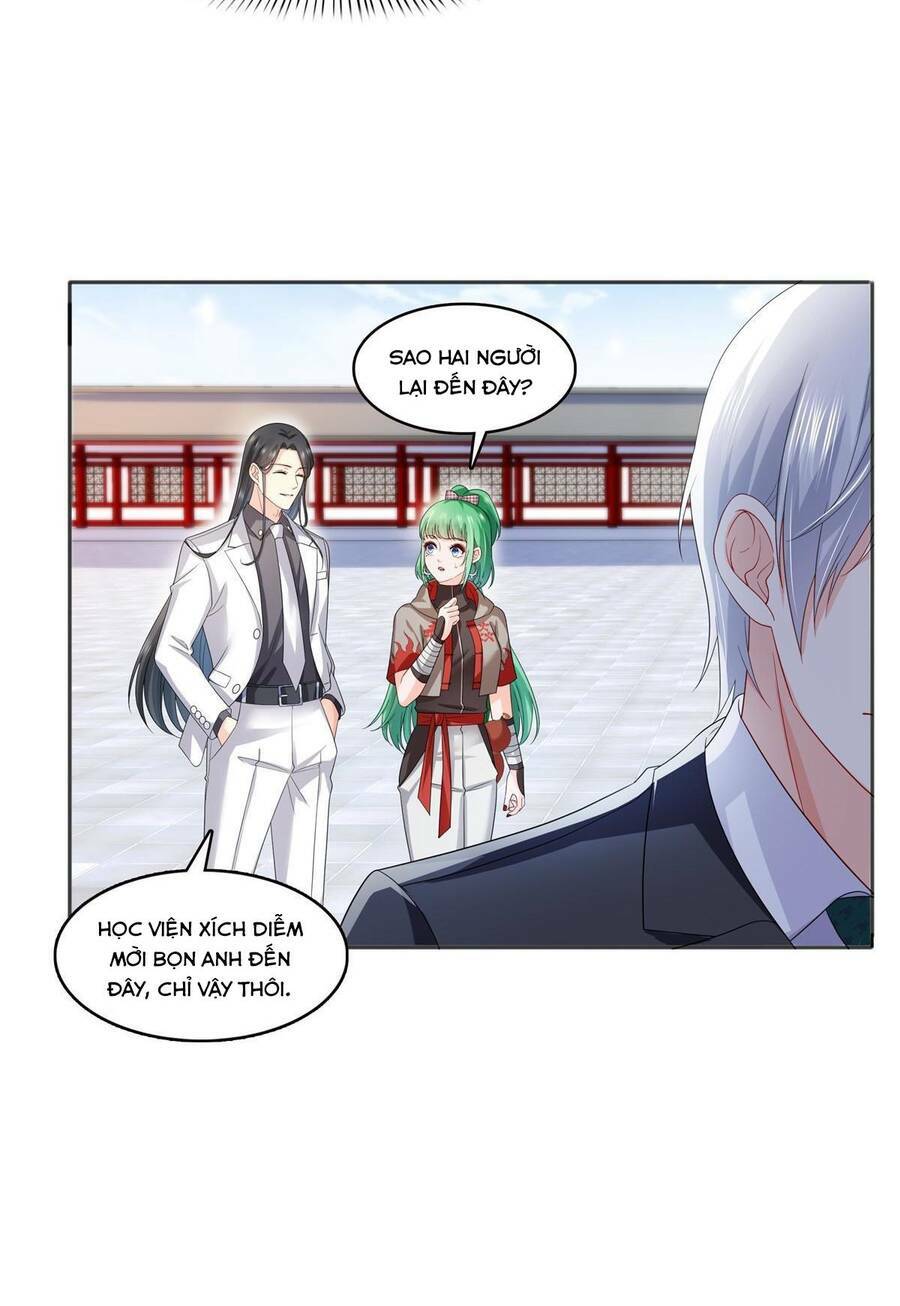 SAO HAI NGƯỜI
LẠI ĐẾN ĐÂY?
HỌC VIỆN XÍCH DIỄM
MỜI BỌN ANH ĐẾN
ĐÂY, CHỈ VẬY THÔI.